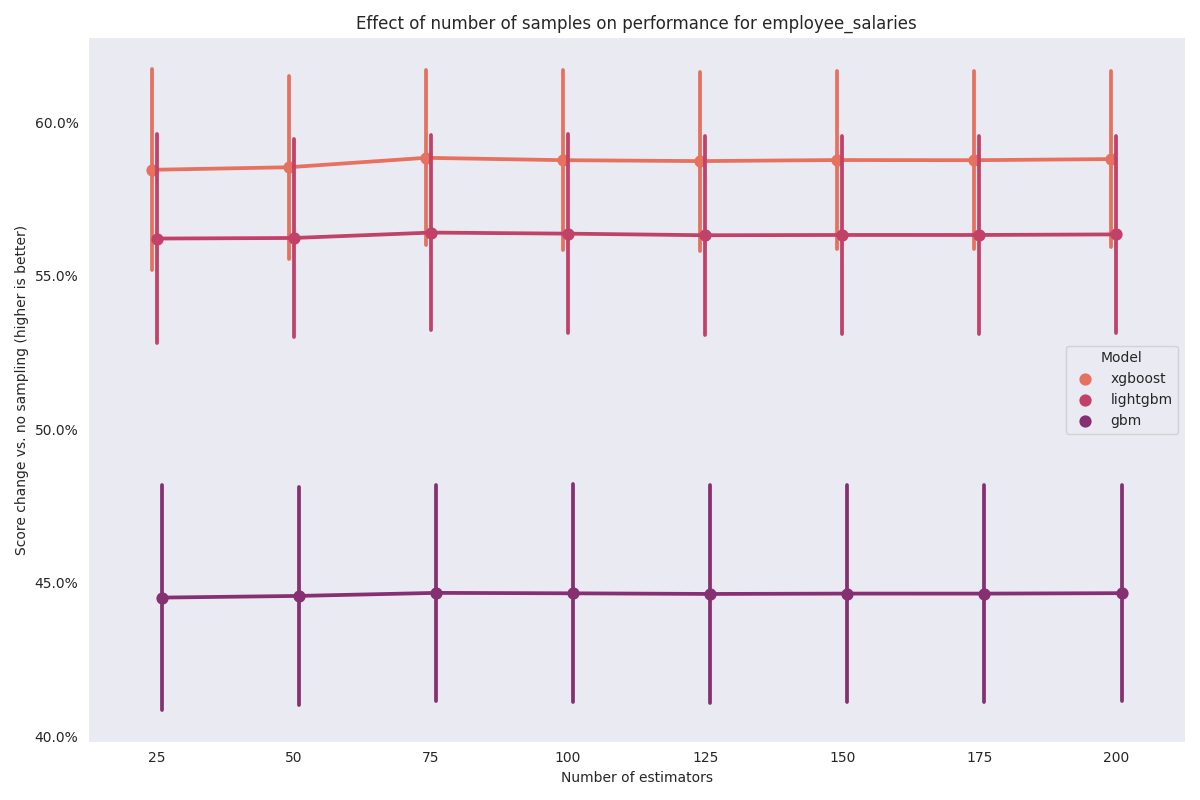 Effect of number of samples on performance for employee_salaries
Score change vs. no sampling (higher is better)
60.0%
55.0%
50.0%
45.0%
40.0%
Model
xgboost
lightgbm
gbm
25 50 75 100 125 150 175 200
Number of estimators